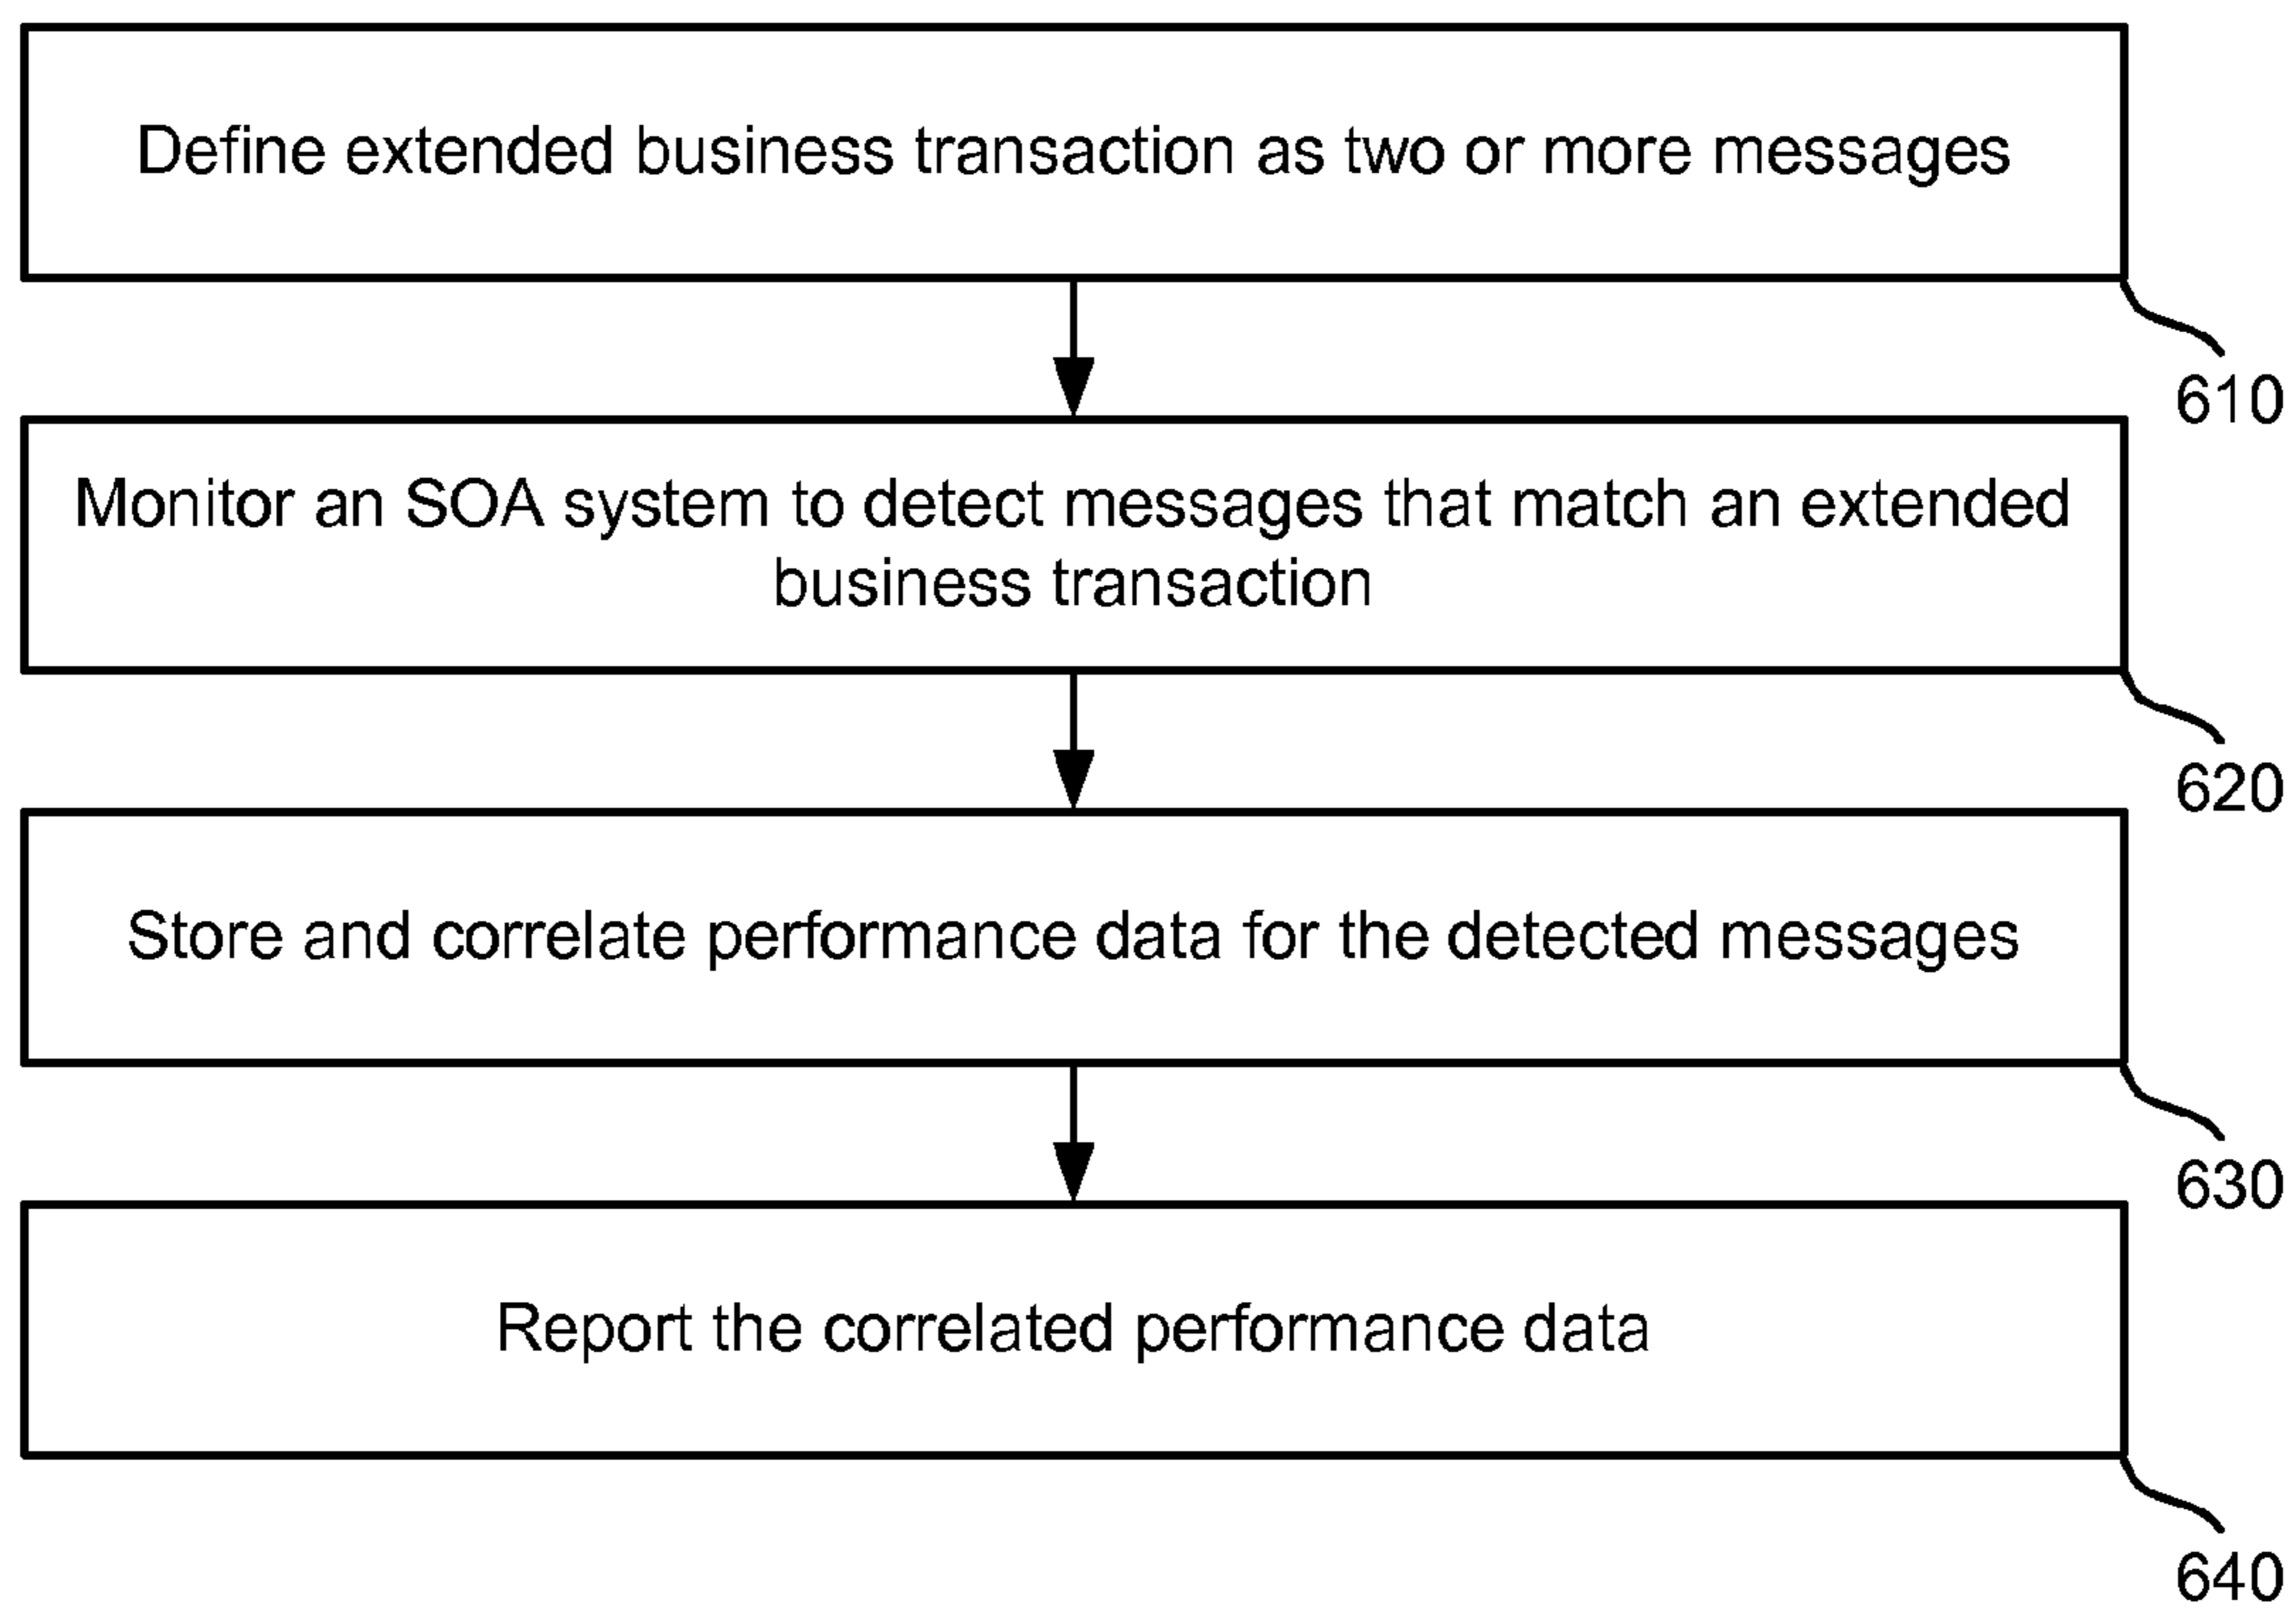 Define extended business transaction as two or more messages
610
Monitor an SOA system to detect messages that match an extended
business transaction
620
Store and correlate performance data for the detected messages
630
Report the correlated performance data
640